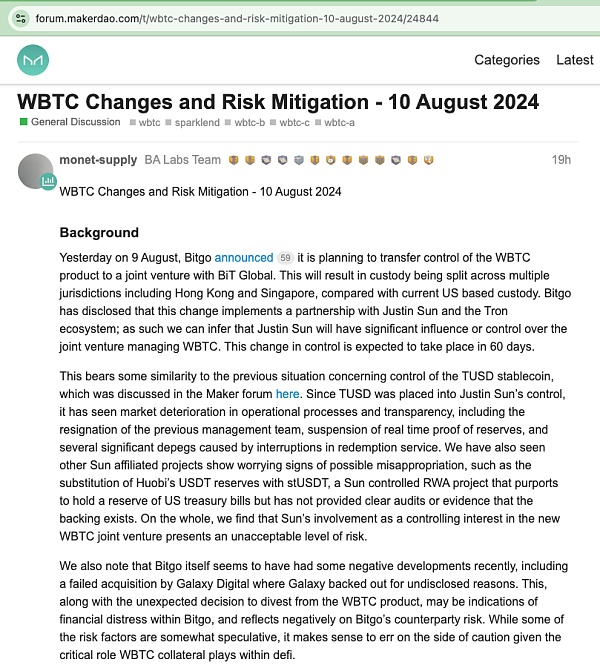 forum.makerdao.com/t/wbtc-changes-and-risk-mitigation-10-august-2024/24844
Categories Latest
WBTC Changes and Risk Mitigation - 10 August 2024
General Discussion wbtc sparklend wbtc-b wbtc-c wbtc-a
monet-supply BA Labs Team 19h
WBTC Changes and Risk Mitigation - 10 August 2024
Background
Yesterday on 9 August, Bitgo announced 59 it is planning to transfer control of the WBTC
product to a joint venture with BiT Global. This will result in custody being split across multiple
jurisdictions including Hong Kong and Singapore, compared with current US based custody. Bitgo
has disclosed that this change implements a partnership with Justin Sun and the Tron
ecosystem; as such we can infer that Justin Sun will have significant influence or control over the
joint venture managing WBTC. This change in control is expected to take place in 60 days.
This bears some similarity to the previous situation concerning control of the TUSD stablecoin,
which was discussed in the Maker forum here. Since TUSD was placed into Justin Sun's control,
it has seen market deterioration in operational processes and transparency, including the
resignation of the previous management team, suspension of real time proof of reserves, and
several significant depegs caused by interruptions in redemption service. We have also seen
other Sun affiliated projects show worrying signs of possible misappropriation, such as the
substitution of Huobi's USDT reserves with stUSDT, a Sun controlled RWA project that purports
to hold a reserve of US treasury bills but has not provided clear audits or evidence that the
backing exists. On the whole, we find that Sun's involvement as a controlling interest in the new
WBTC joint venture presents an unacceptable level of risk.
We also note that Bitgo itself seems to have had some negative developments recently, including
a failed acquisition by Galaxy Digital where Galaxy backed out for undisclosed reasons. This,
along with the unexpected decision to divest from the WBTC product, may be indications of
financial distress within Bitgo, and reflects negatively on Bitgo's counterparty risk. While some of
the risk factors are somewhat speculative, it makes sense to err on the side of caution given the
critical role WBTC collateral plays within defi.